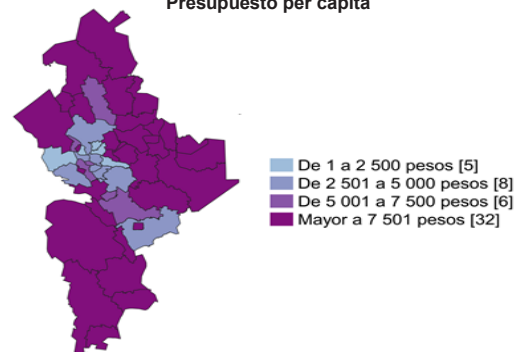 Presupuesto per cápita
De 1 a 2 500 pesos [5]
De 2 501 a 5 000 pesos [8]
De 5 001 a 7 500 pesos [6]
Mayor a 7 501 pesos [32]